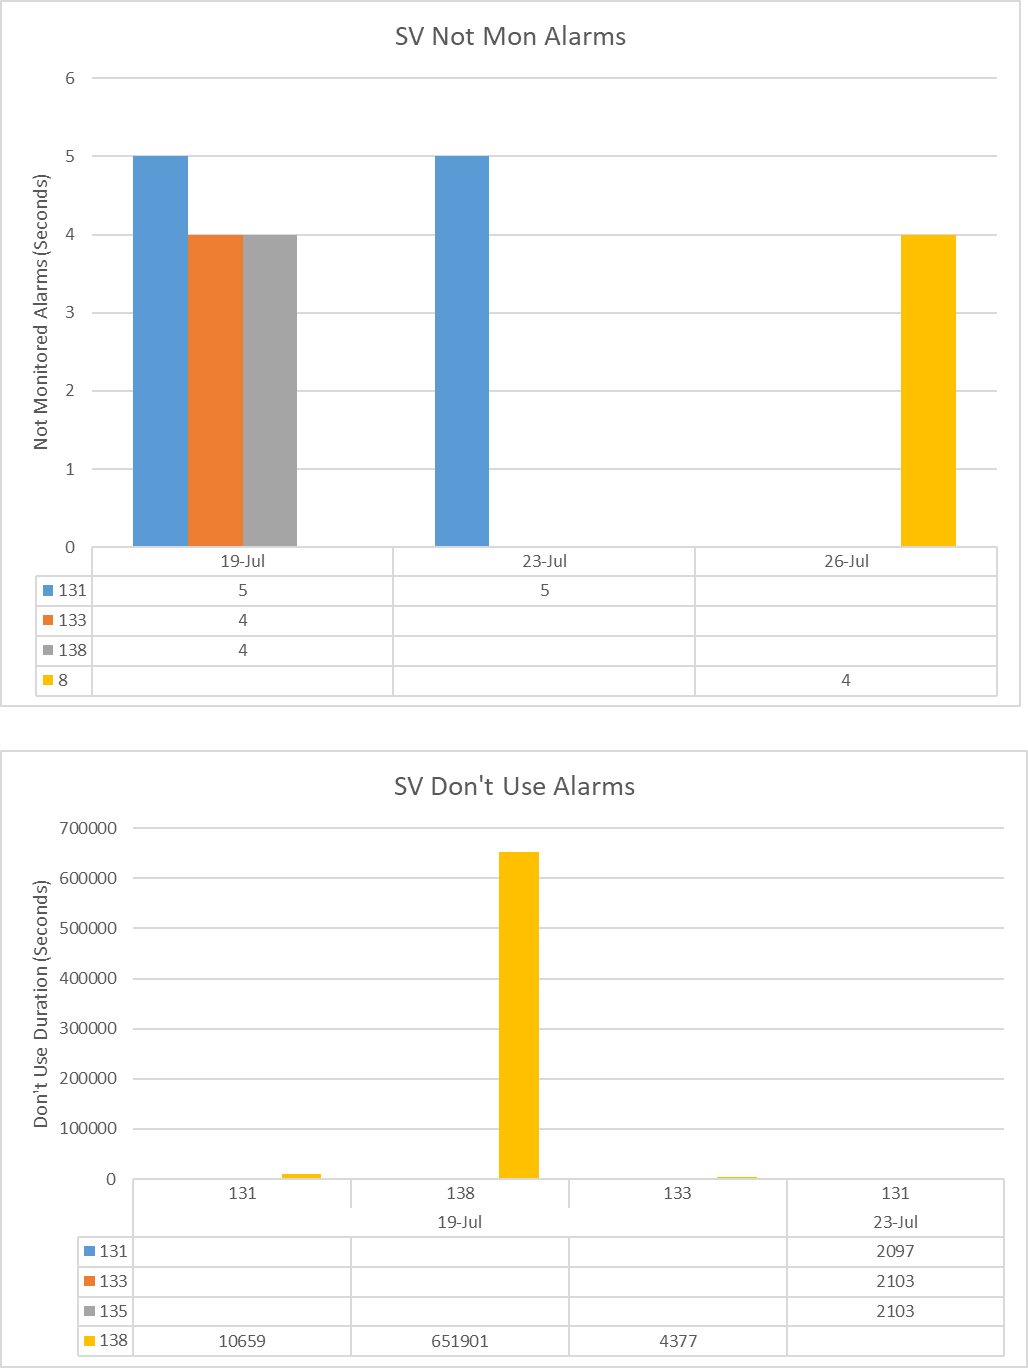 SV Not Mon Alarms
Not Monitored Alarms (Seconds)
6
5
4
3
2
1
0
19-Jul 23-Jul 26-Jul
131 5 5
133 4
138 4
8 4
SV Don't Use Alarms
Don't Use Duration (Seconds)
700000
600000
500000
400000
300000
200000
100000
0
131 138 133 131
19-Jul 23-Jul
131 2097
133 2103
135 2103
138 10659 651901 4377